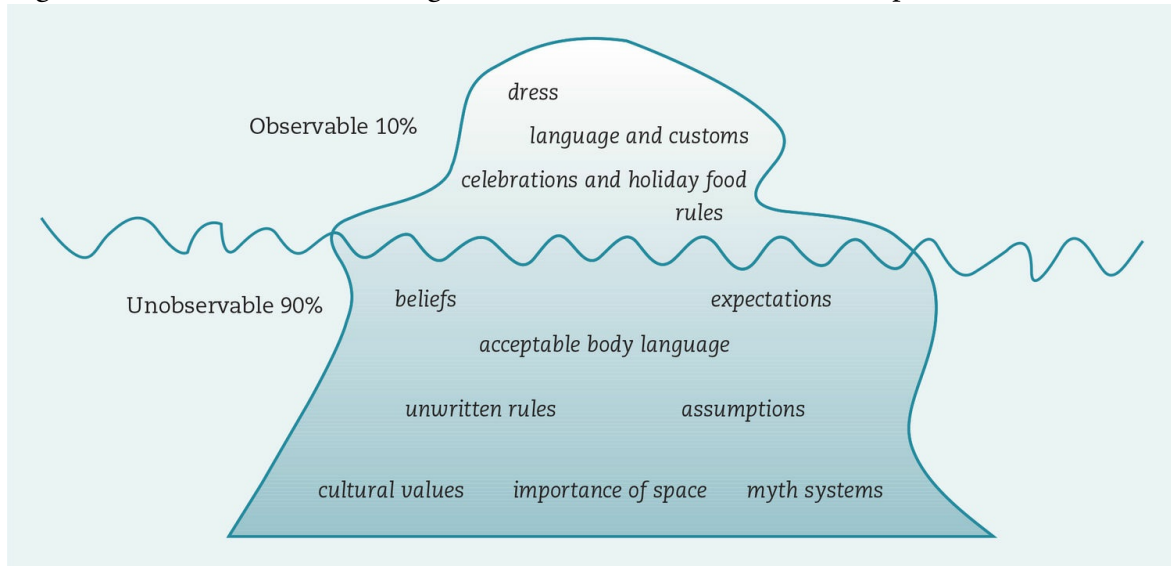 dress
Observable 10%
language and customs
celebrations and holiday food
rules
Unobservable 90%
beliefs
expectations
acceptable body language
unwritten rules
assumptions
cultural values
importance of space
myth systems